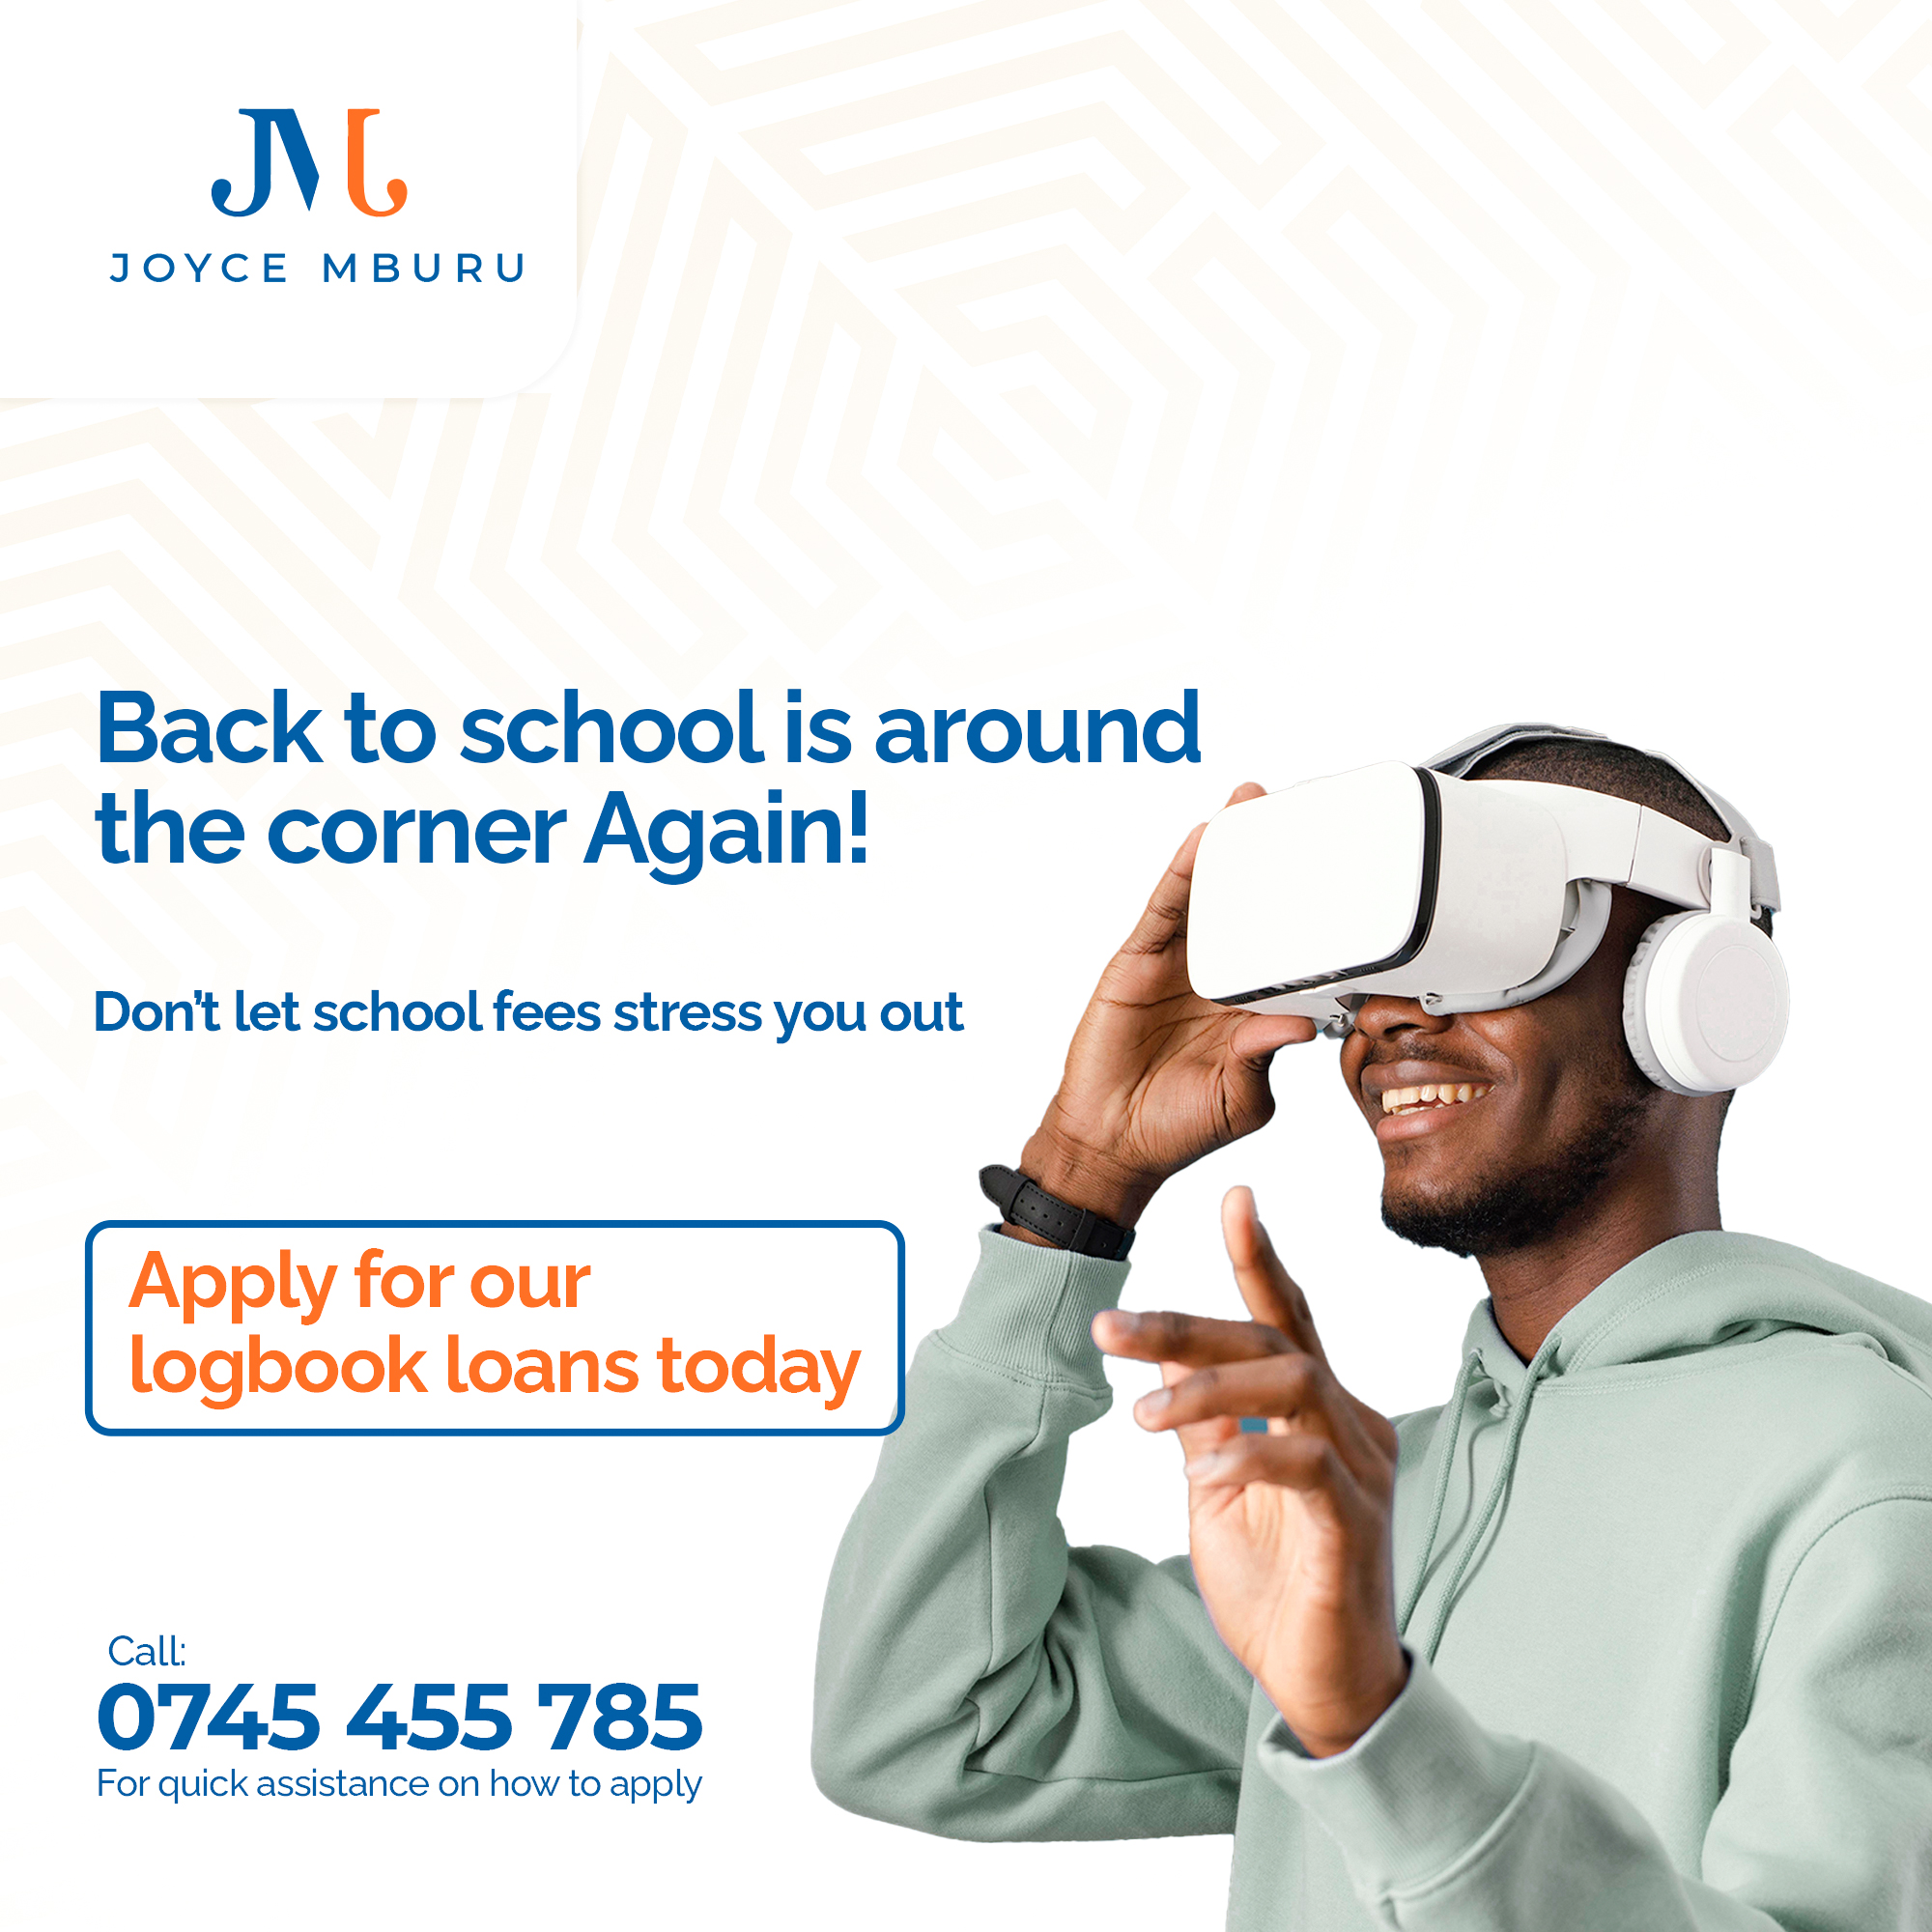 JM
JOYCE MBURU
Back to school is around
the corner Again!
Don't let school fees stress you out
Apply for our
logbook loans today
Call:
0745 455 785
For quick assistance on how to apply